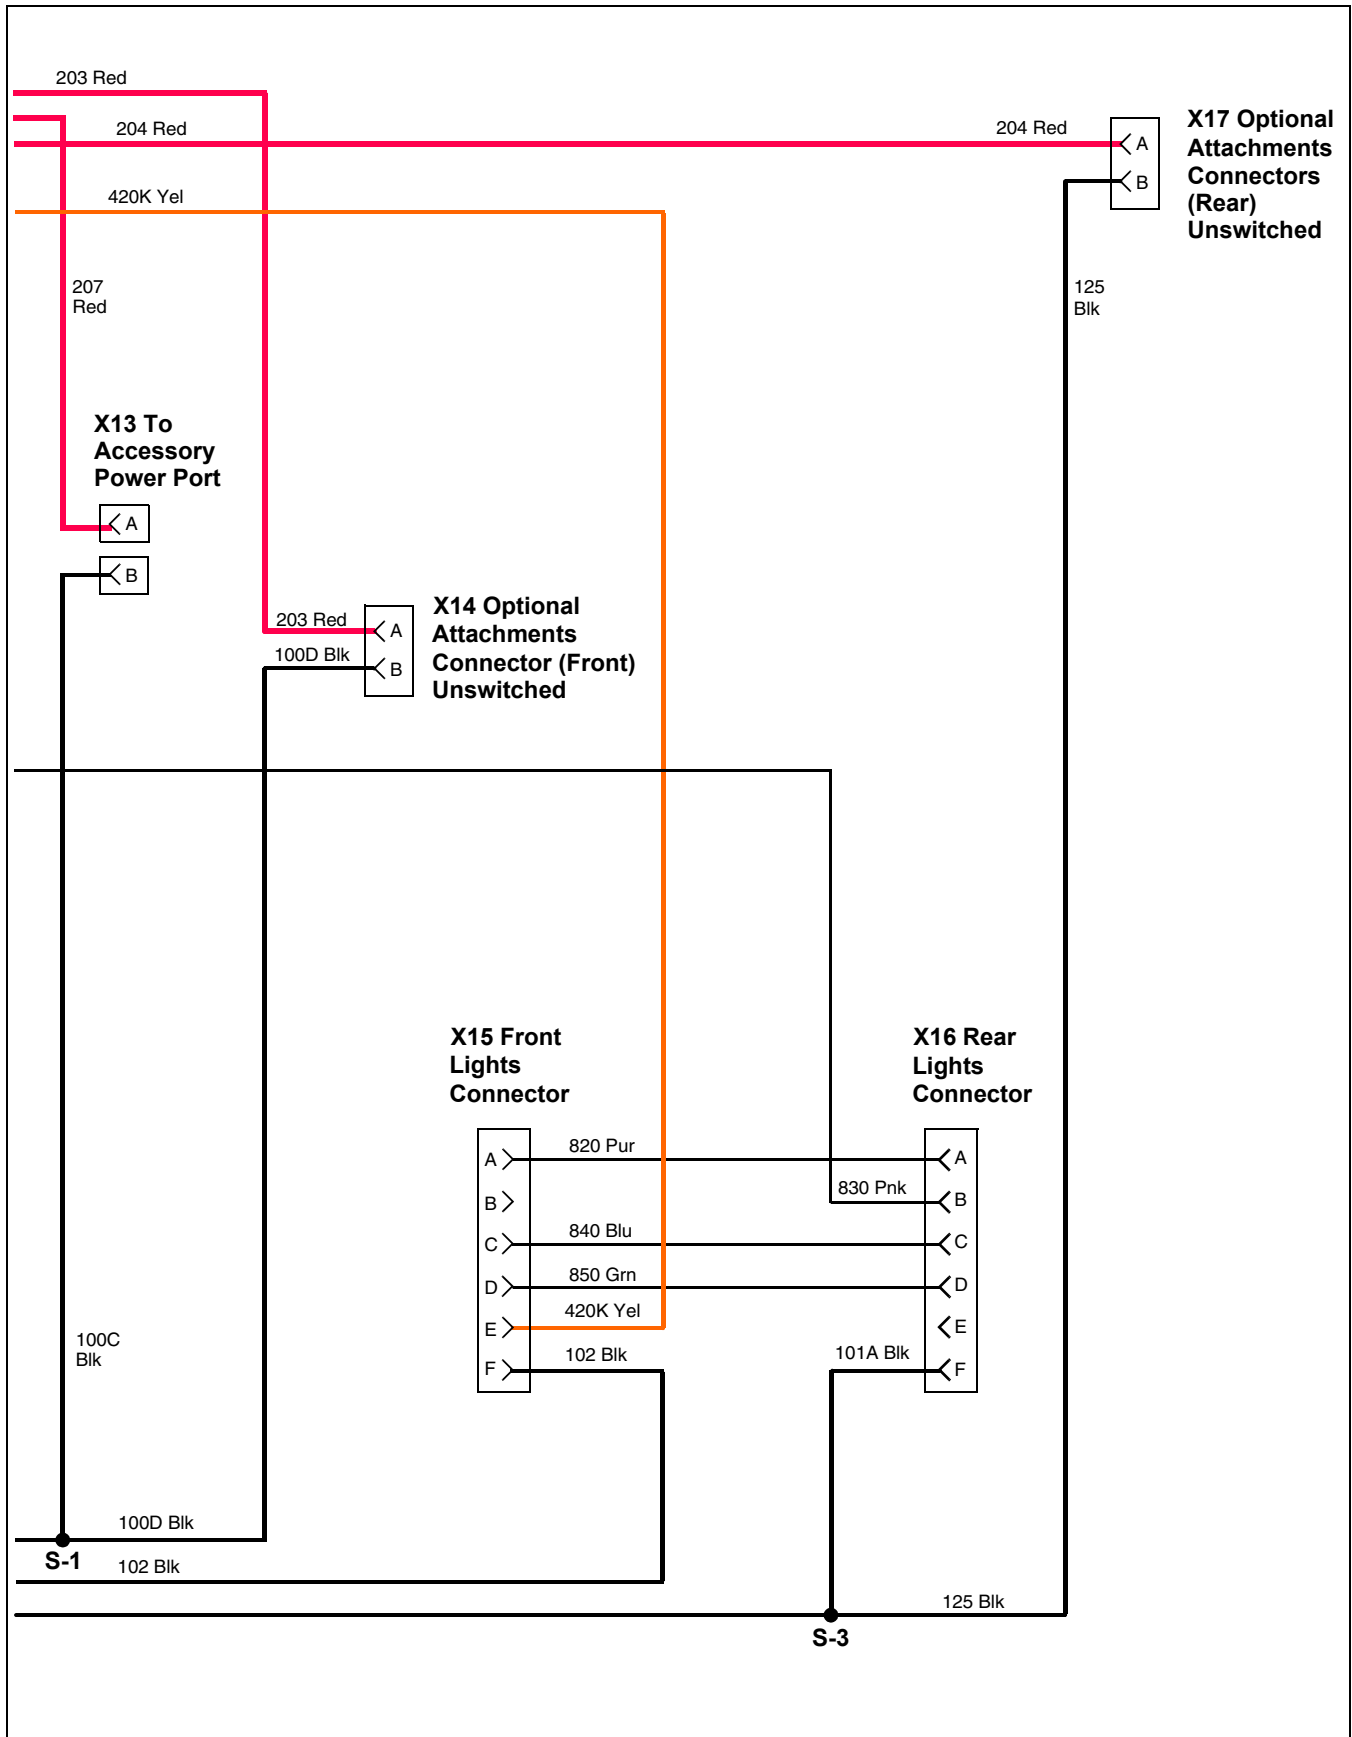 203 Red
204 Red
204 Red
X17 Optional
Attachments
Connectors
(Rear)
Unswitched
A
B
420K Yel
207
Red
125
Blk
X13 To
Accessory
Power Port
A
B
203 Red
100D Blk
A
B
X14 Optional
Attachments
Connector (Front)
Unswitched
X15 Front
Lights
Connector
X16 Rear
Lights
Connector
A
820 Pur
A
B
830 Pnk
B
C
840 Blu
C
D
850 Grn
D
E
420K Yel
E
F
102 Blk
101A Blk
F
100C
Blk
100D Blk
S-1
102 Blk
125 Blk
S-3